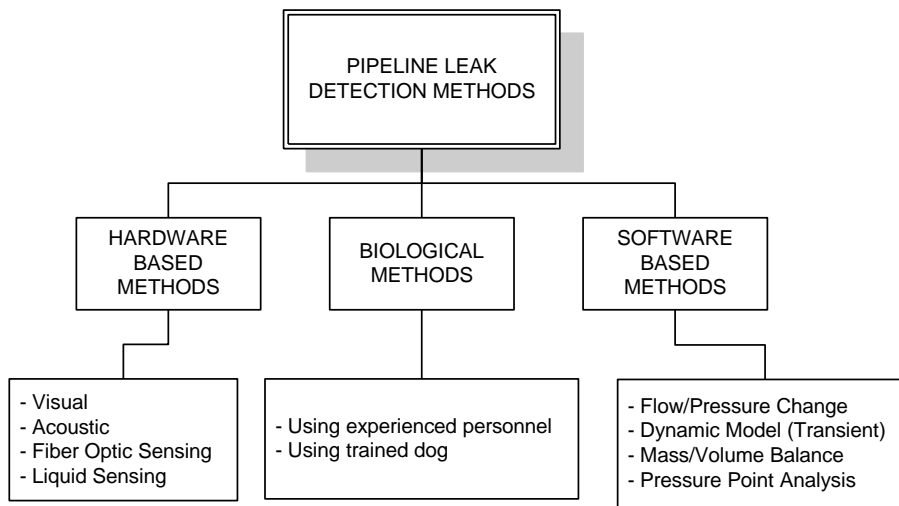 PIPELINE LEAK
DETECTION METHODS
HARDWARE
BASED
METHODS
BIOLOGICAL
METHODS
SOFTWARE
BASED
METHODS
- Visual
- Acoustic
- Fiber Optic Sensing
- Liquid Sensing
- Using experienced personnel
- Using trained dog
- Flow/Pressure Change
- Dynamic Model (Transient)
- Mass/Volume Balance
- Pressure Point Analysis